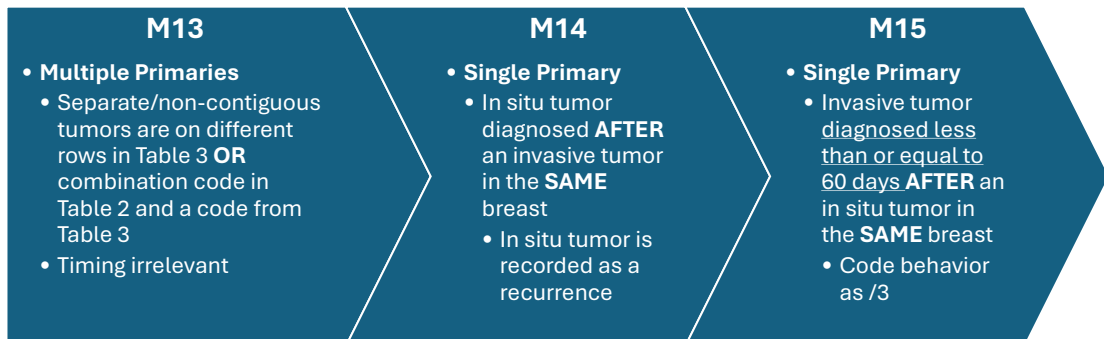 M13
• Multiple Primaries
• Separate/non-contiguous
tumors are on different
rows in Table 3 OR
combination code in
Table 2 and a code from
Table 3
• Timing irrelevant
M14
• Single Primary
• In situ tumor
diagnosed AFTER
an invasive tumor
in the SAME
breast
• In situ tumor is
recorded as a
recurrence
M15
• Single Primary
• Invasive tumor
diagnosed less
than or equal to
60 days AFTER an
in situ tumor in
the SAME breast
• Code behavior
as /3